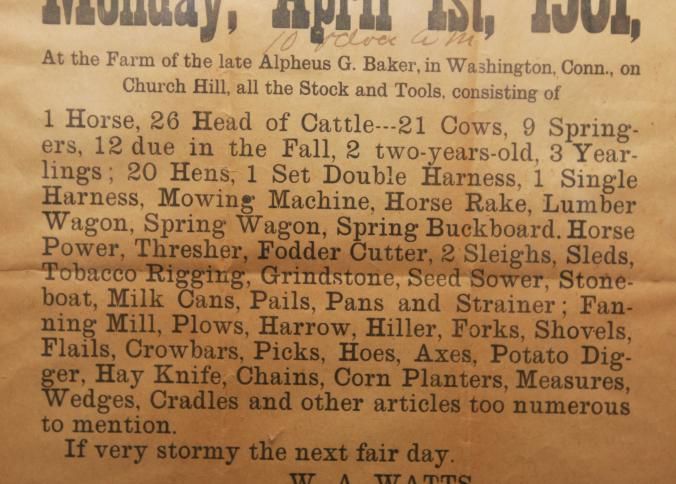 Monday, April 1st, 1901,
10 o'clock A M
At the Farm of the late Alpheus G. Baker, in Washington, Conn., on
Church Hill, all the Stock and Tools, consisting of
1 Horse, 26 Head of Cattle---21 Cows, 9 Spring-
ers, 12 due in the Fall, 2 two-years-old, 3 Year-
lings; 20 Hens, 1 Set Double Harness, 1 Single
Harness, Mowing Machine, Horse Rake, Lumber
Wagon, Spring Wagon, Spring Buckboard. Horse
Power, Thresher, Fodder Cutter, 2 Sleighs, Sleds,
Tobacco Rigging, Grindstone, Seed Sower, Stone-
boat, Milk Cans, Pails, Pans and Strainer; Fan-
ning Mill, Plows, Harrow, Hiller, Forks, Shovels,
Flails, Crowbars, Picks, Hoes, Axes, Potato Dig-
ger, Hay Knife, Chains, Corn Planters, Measures,
Wedges, Cradles and other articles too numerous
to mention.
If very stormy the next fair day.
W. A. WATTS